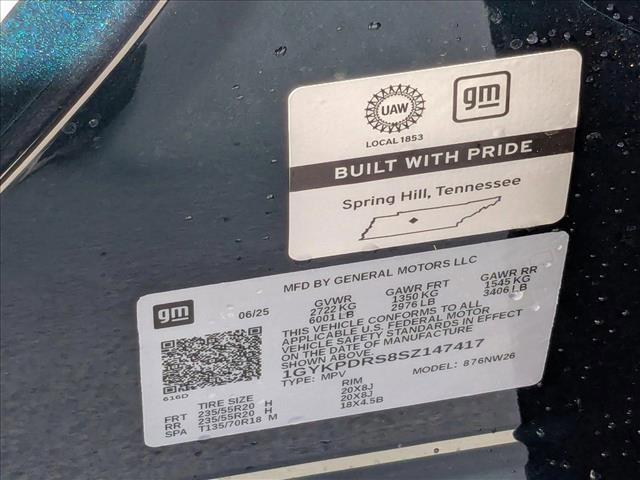 UAW
gm
LOCAL 1853
BUILT WITH PRIDE
Spring Hill, Tennessee
MFD BY GENERAL MOTORS LLC
gm
06/25
GVWR GAWR FRT GAWR RR
2722 KG 1350 KG 1545 KG
6001 LB 2976 LB 3406 LB
THIS VEHICLE CONFORMS TO ALL
APPLICABLE U.S. FEDERAL MOTOR
VEHICLE SAFETY STANDARDS IN EFFECT
ON THE DATE OF MANUFACTURE
SHOWN ABOVE.
1GYKPDRS8SZ147417
TYPE: MPV MODEL: 876NW26
616D
TIRE SIZE RIM
FRT 235/55R20 H 20X8J
RR 235/55R20 H 20X8J
SPA T135/70R18 M 18X4.5B